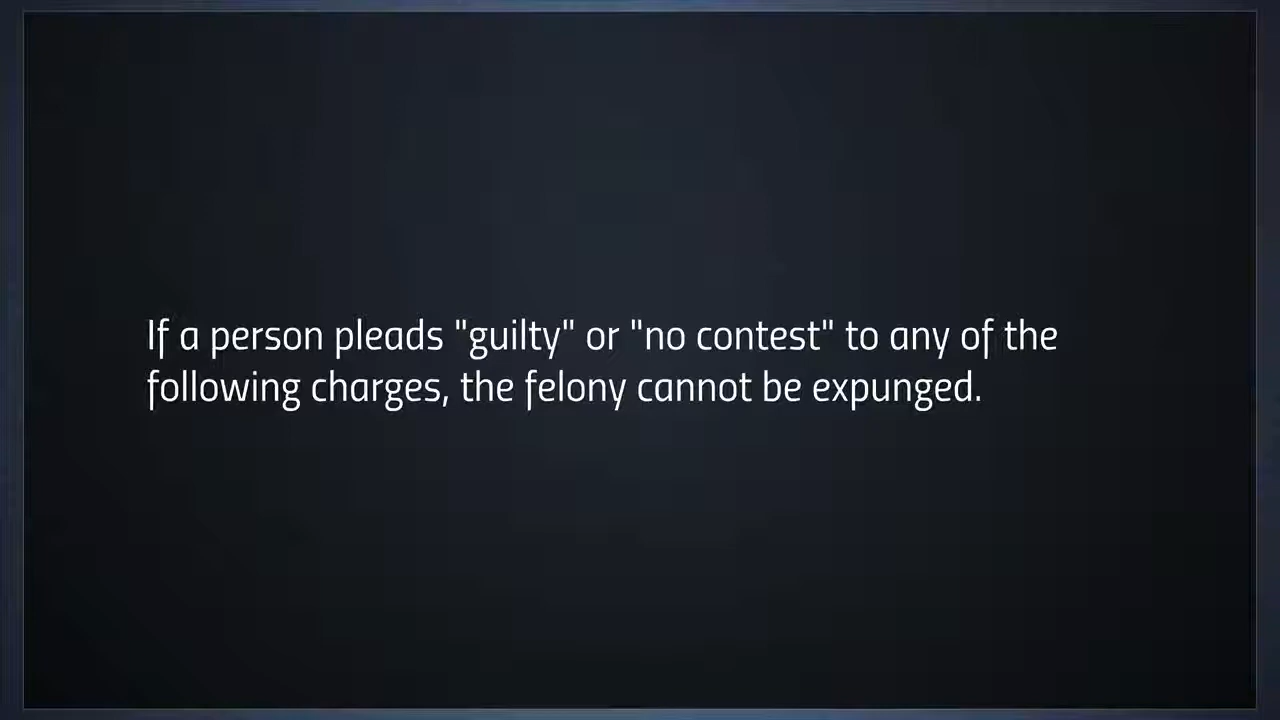 If a person pleads "guilty" or "no contest" to any of the
following charges, the felony cannot be expunged.